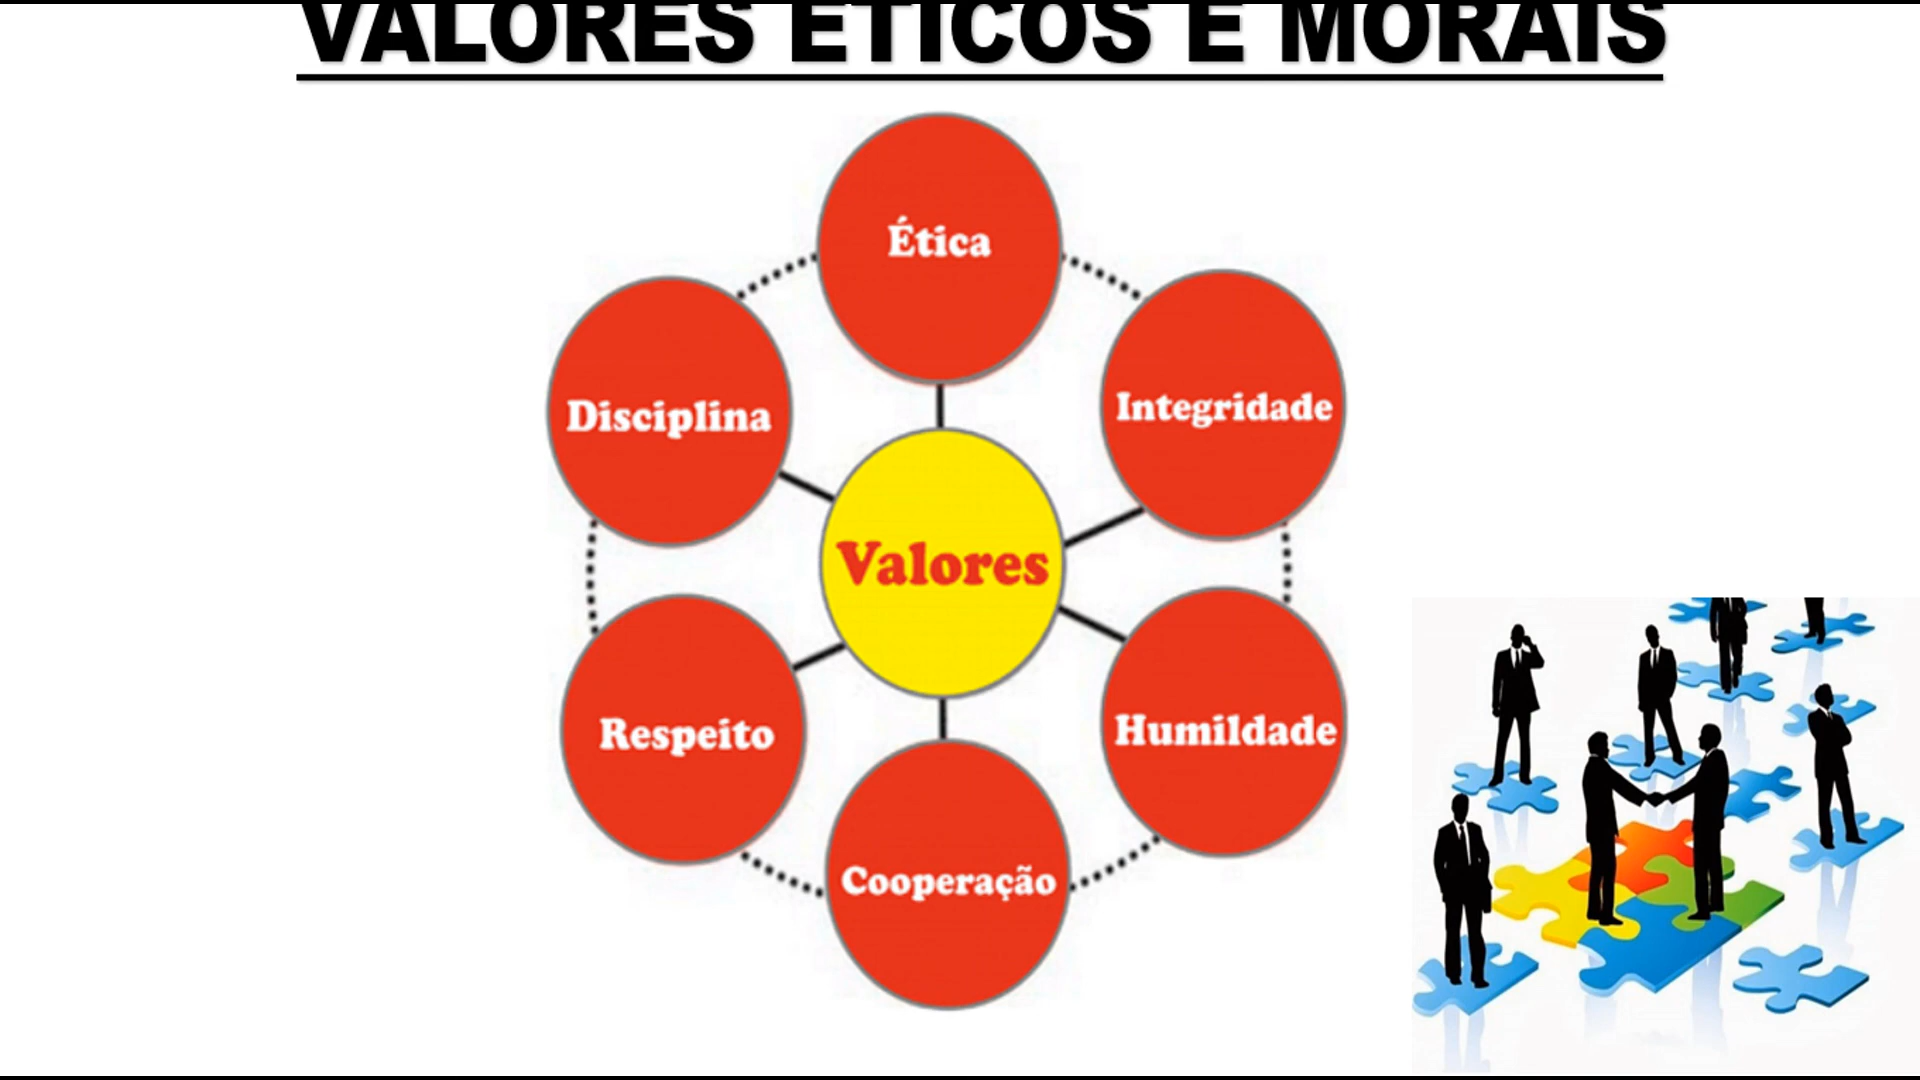 VALORES ÉTICOS E MORAIS
Ética
Disciplina
Integridade
Valores
Respeito
Humildade
Cooperação